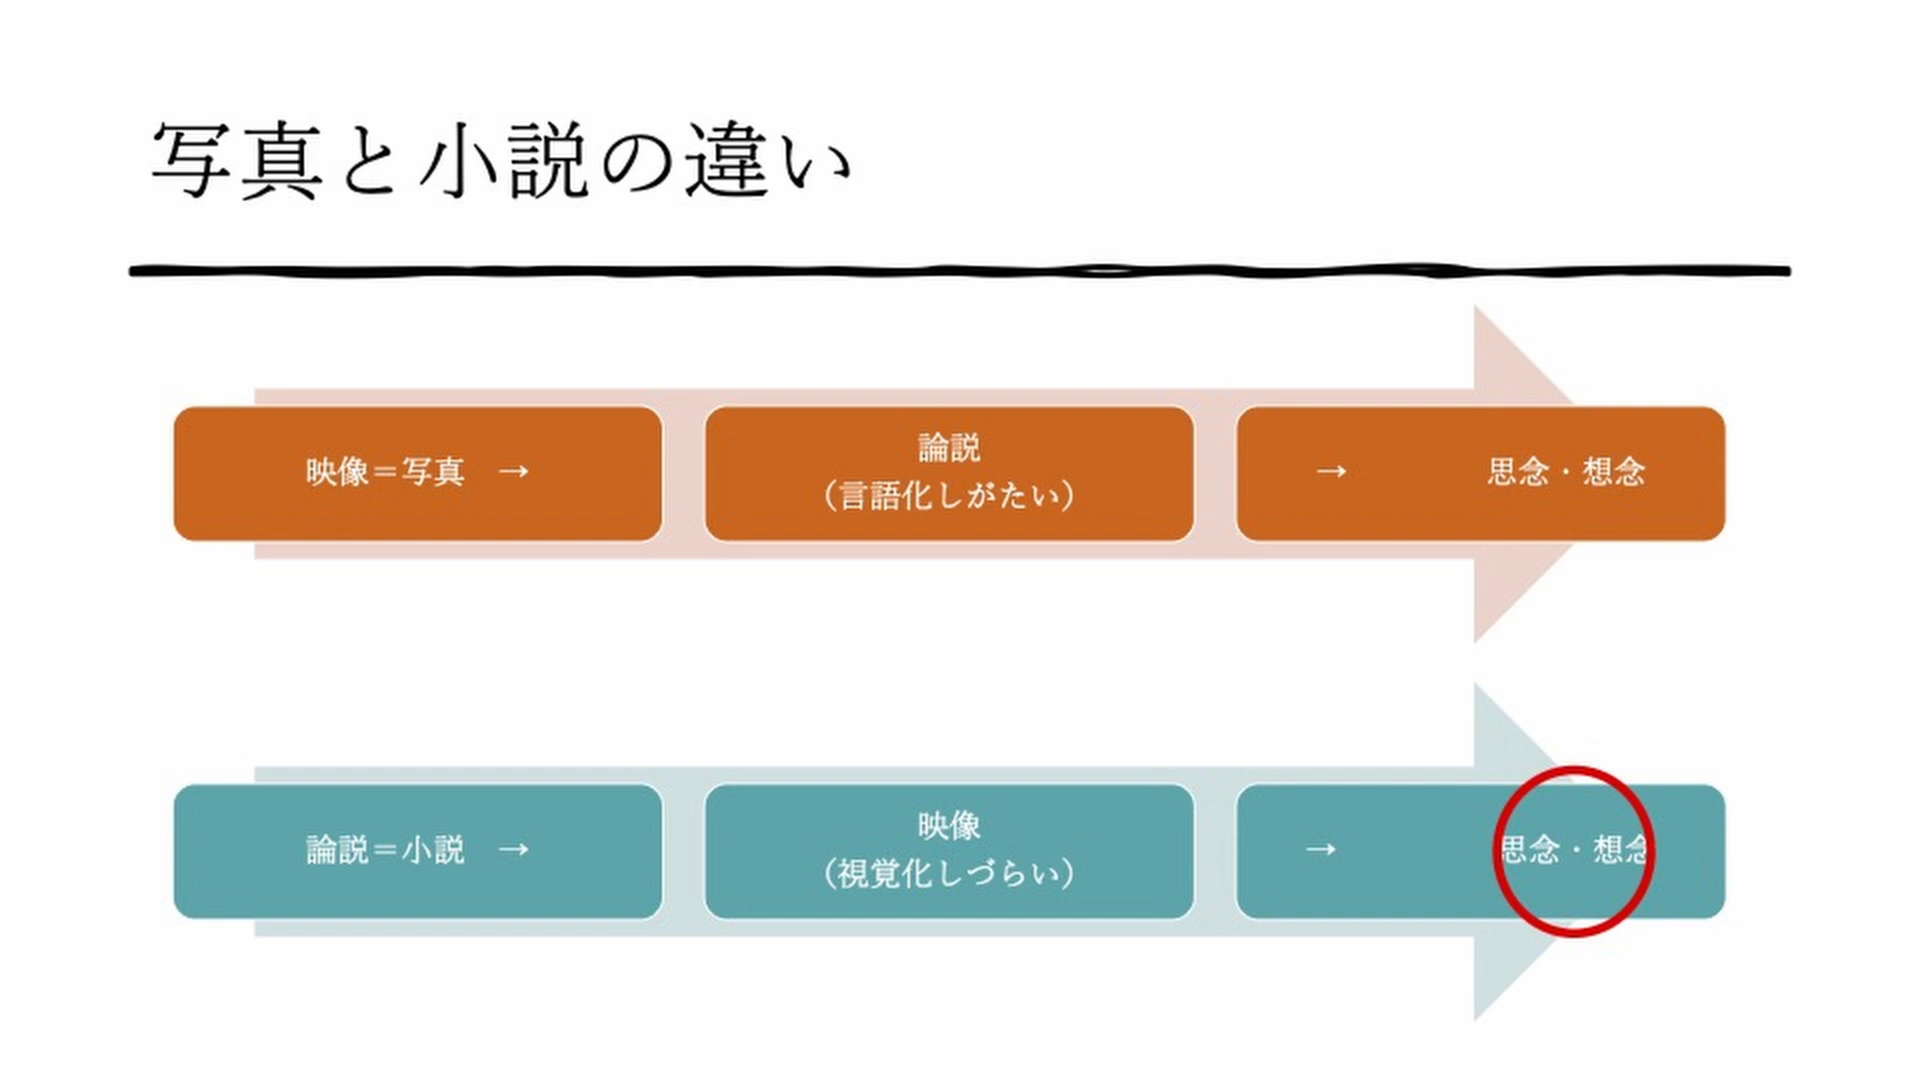 写真と小説の違い
映像＝写真　→
論説
（言語化しがたい）
→　　　　思念・想念
論説＝小説　→
映像
（視覚化しづらい）
→　　　　　思念・想念